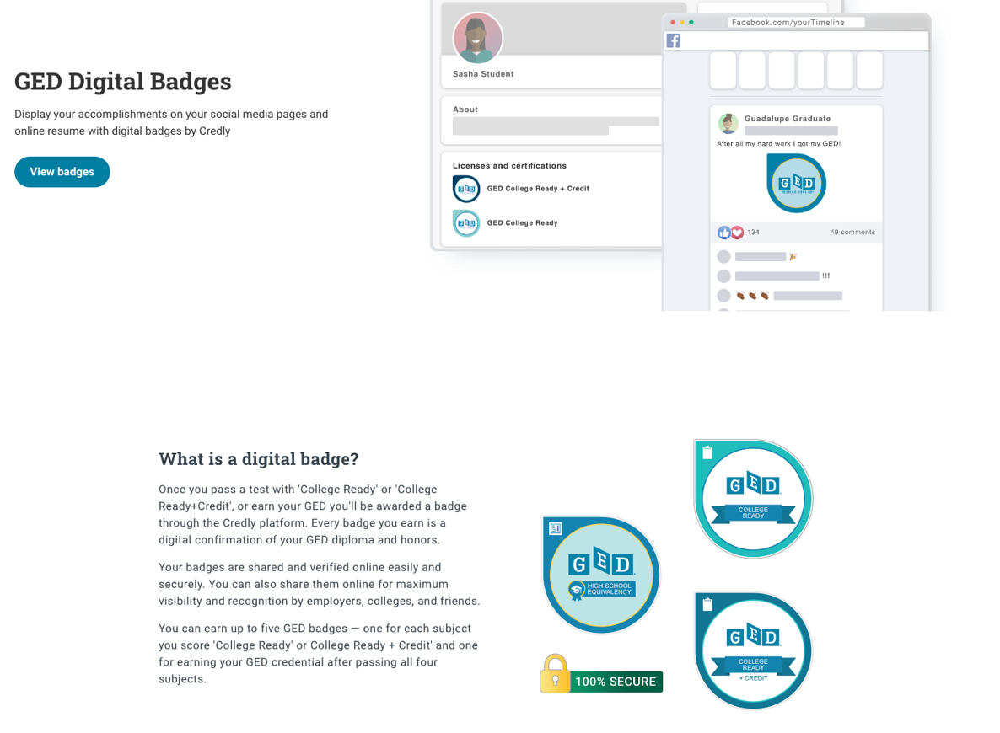 GED Digital Badges
Display your accomplishments on your social media pages and
online resume with digital badges by Credly
View badges
Sasha Student
About
Licenses and certifications
GED
GED College Ready + Credit
GED
GED College Ready
Facebook.com/yourTimeline
f
Guadalupe Graduate
After all my hard work I got my GED!
GED
134
49 comments
!!!
What is a digital badge?
Once you pass a test with 'College Ready' or 'College
Ready+Credit', or earn your GED you'll be awarded a badge
through the Credly platform. Every badge you earn is a
digital confirmation of your GED diploma and honors.
Your badges are shared and verified online easily and
securely. You can also share them online for maximum
visibility and recognition by employers, colleges, and friends.
You can earn up to five GED badges — one for each subject
you score 'College Ready' or College Ready + Credit' and one
for earning your GED credential after passing all four
subjects.
GED
HIGH SCHOOL
EQUIVALENCY
100% SECURE
GED
COLLEGE
READY
GED
COLLEGE
READY
+ CREDIT